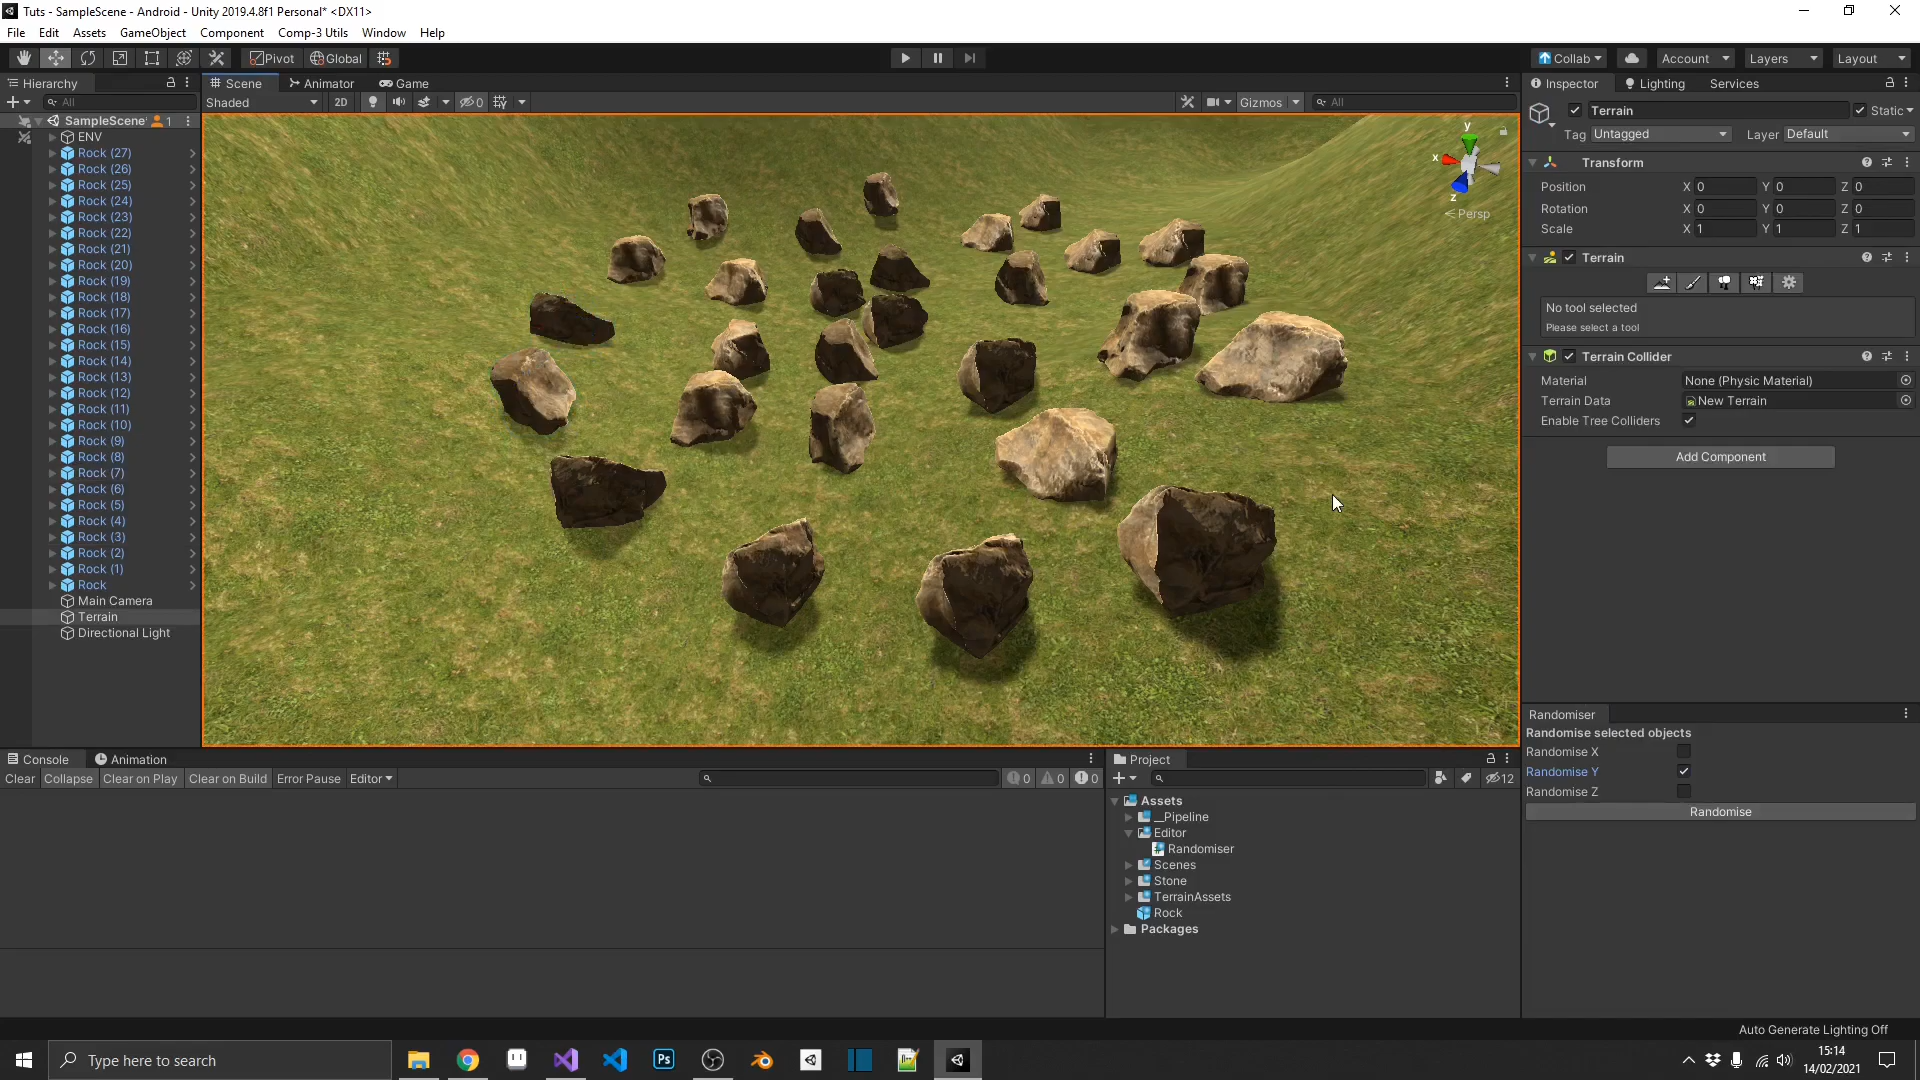 Tuts - SampleScene - Android - Unity 2019.4.8f1 Personal* <DX11>
File Edit Assets GameObject Component Comp-3 Utils Window Help
Pivot Global Collab Account Layers Layout
Hierarchy Scene Animator Game Inspector Lighting Services
All Shaded 2D 0 Gizmos All
SampleScene* 1
ENV
Rock (27)
Rock (26)
Rock (25)
Rock (24)
Rock (23)
Rock (22)
Rock (21)
Rock (20)
Rock (19)
Rock (18)
Rock (17)
Rock (16)
Rock (15)
Rock (14)
Rock (13)
Rock (12)
Rock (11)
Rock (10)
Rock (9)
Rock (8)
Rock (7)
Rock (6)
Rock (5)
Rock (4)
Rock (3)
Rock (2)
Rock (1)
Rock
Main Camera
Terrain
Directional Light
y
x
z
Persp
Terrain Static
Tag Untagged Layer Default
Transform
Position X 0 Y 0 Z 0
Rotation X 0 Y 0 Z 0
Scale X 1 Y 1 Z 1
Terrain
No tool selected
Please select a tool
Terrain Collider
Material None (Physic Material)
Terrain Data New Terrain
Enable Tree Colliders
Add Component
Randomiser
Randomise selected objects
Randomise X
Randomise Y
Randomise Z
Randomise
Console Animation
Clear Collapse Clear on Play Clear on Build Error Pause Editor 0 0 0
Project
12
Assets
__Pipeline
Editor
Randomiser
Scenes
Stone
TerrainAssets
Rock
Packages
Auto Generate Lighting Off
Type here to search
Ps
15:14
14/02/2021